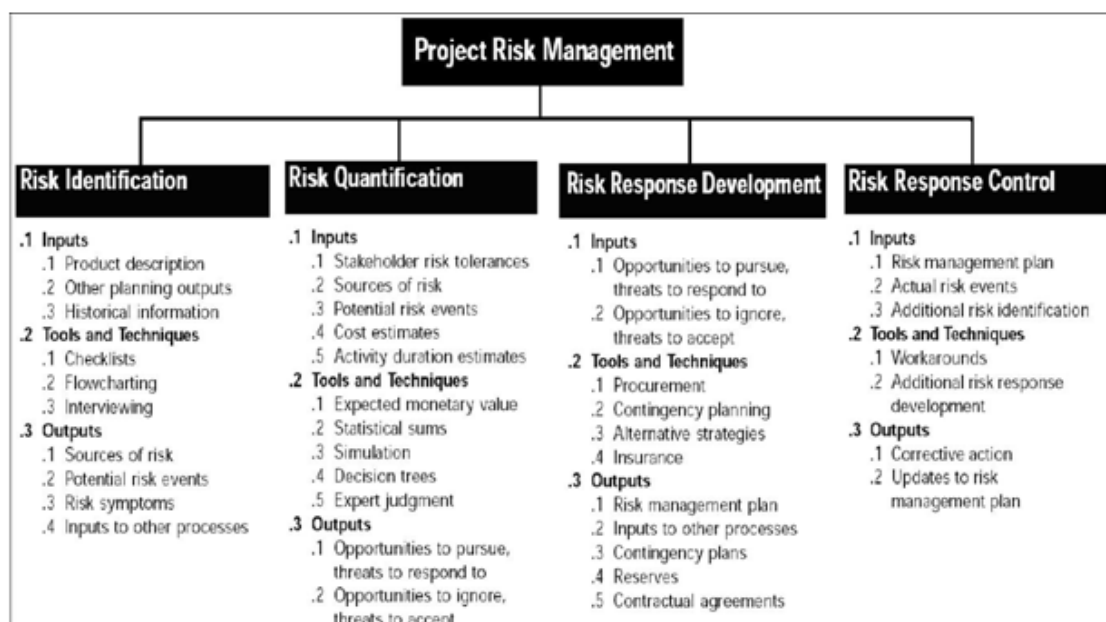 Project Risk Management
Risk Identification
.1 Inputs
.1 Product description
.2 Other planning outputs
.3 Historical information
.2 Tools and Techniques
.1 Checklists
.2 Flowcharting
.3 Interviewing
.3 Outputs
.1 Sources of risk
.2 Potential risk events
.3 Risk symptoms
.4 Inputs to other processes
Risk Quantification
.1 Inputs
.1 Stakeholder risk tolerances
.2 Sources of risk
.3 Potential risk events
.4 Cost estimates
.5 Activity duration estimates
.2 Tools and Techniques
.1 Expected monetary value
.2 Statistical sums
.3 Simulation
.4 Decision trees
.5 Expert judgment
.3 Outputs
.1 Opportunities to pursue,
threats to respond to
.2 Opportunities to ignore,
threats to accept
Risk Response Development
.1 Inputs
.1 Opportunities to pursue,
threats to respond to
.2 Opportunities to ignore,
threats to accept
.2 Tools and Techniques
.1 Procurement
.2 Contingency planning
.3 Alternative strategies
.4 Insurance
.3 Outputs
.1 Risk management plan
.2 Inputs to other processes
.3 Contingency plans
.4 Reserves
.5 Contractual agreements
Risk Response Control
.1 Inputs
.1 Risk management plan
.2 Actual risk events
.3 Additional risk identification
.2 Tools and Techniques
.1 Workarounds
.2 Additional risk response
development
.3 Outputs
.1 Corrective action
.2 Updates to risk
management plan